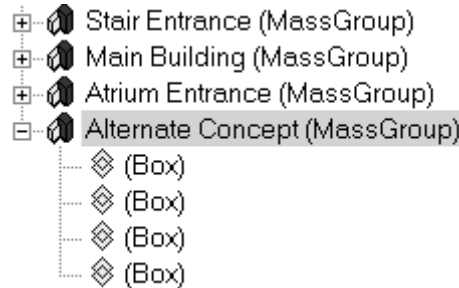 Stair Entrance (MassGroup)
Main Building (MassGroup)
Atrium Entrance (MassGroup)
Alternate Concept (MassGroup)
(Box)
(Box)
(Box)
(Box)